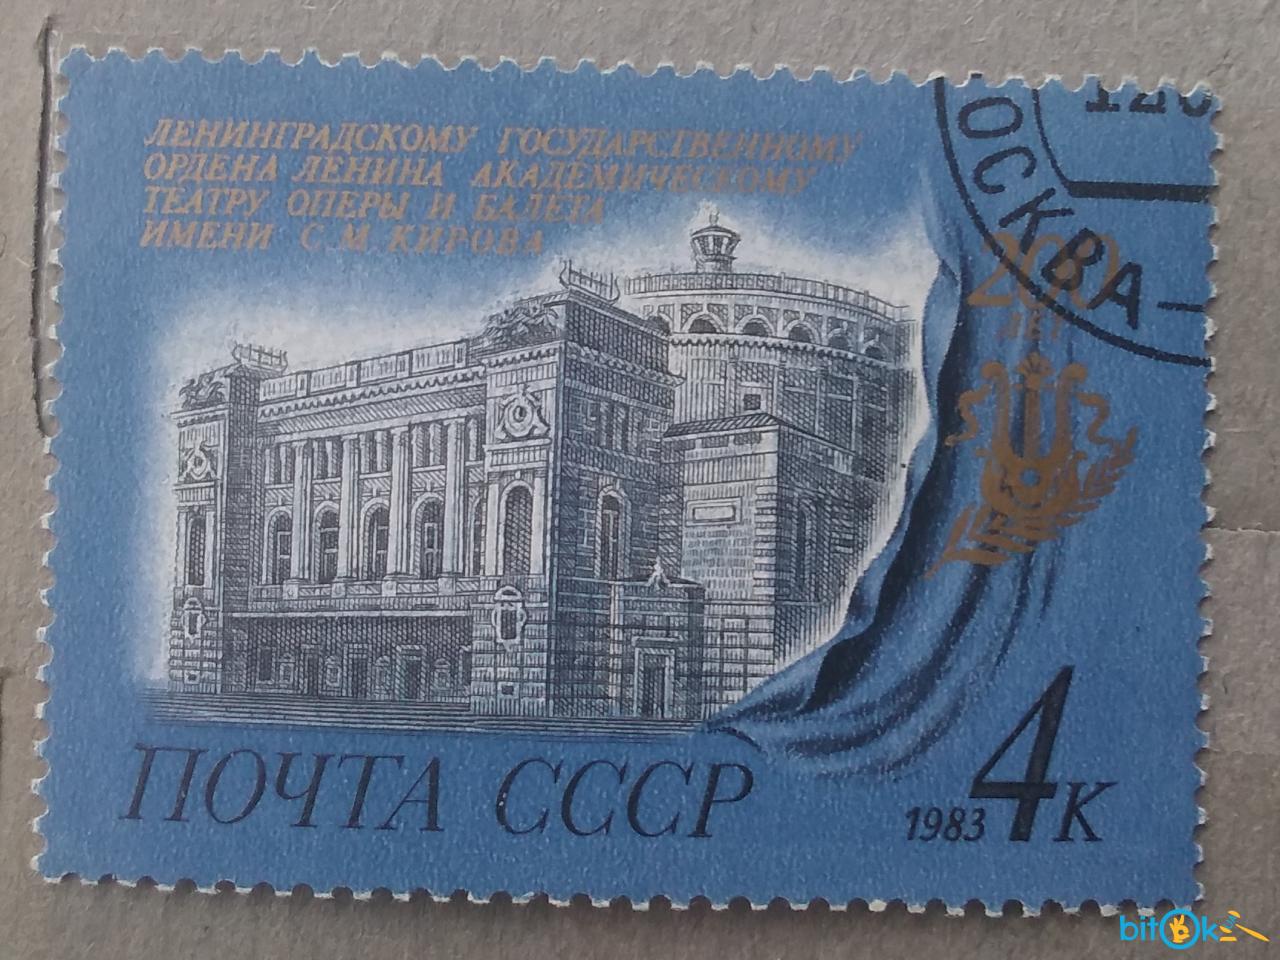 ЛЕНИНГРАДСКОМУ ГОСУДАРСТВЕННОМУ
ОРДЕНА ЛЕНИНА АКАДЕМИЧЕСКОМУ
ТЕАТРУ ОПЕРЫ И БАЛЕТА
ИМЕНИ С.М.КИРОВА
ОСКВА –
200
ЛЕТ
ПОЧТА СССР
1983 4К
bitOk